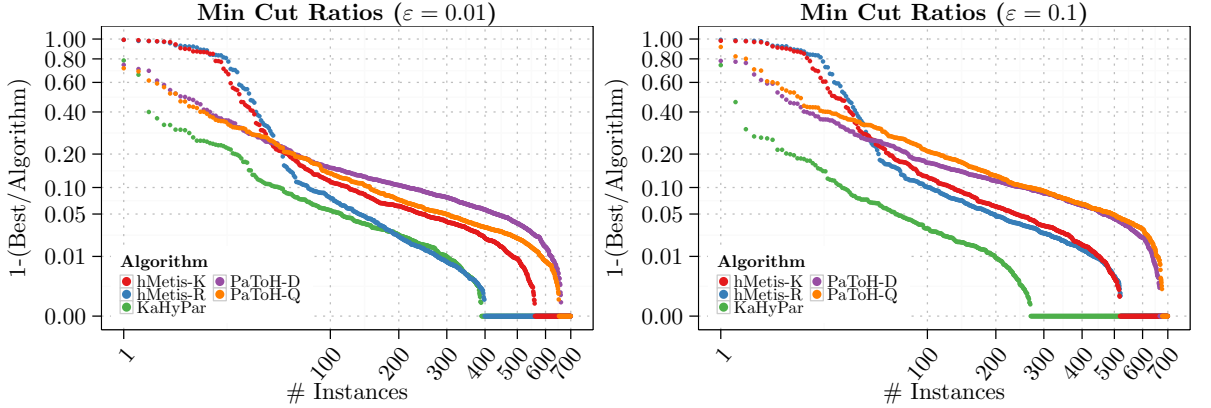 Min Cut Ratios (ε = 0.01)
1-(Best/Algorithm)
1.00
0.80
0.60
0.40
0.20
0.10
0.05
0.01
0.00
Algorithm
hMetis-K
PaToH-D
hMetis-R
PaToH-Q
KaHyPar
1
100
200
300
400
500
600
700
# Instances
Min Cut Ratios (ε = 0.1)
1-(Best/Algorithm)
1.00
0.80
0.60
0.40
0.20
0.10
0.05
0.01
0.00
Algorithm
hMetis-K
PaToH-D
hMetis-R
PaToH-Q
KaHyPar
1
100
200
300
400
500
600
700
# Instances